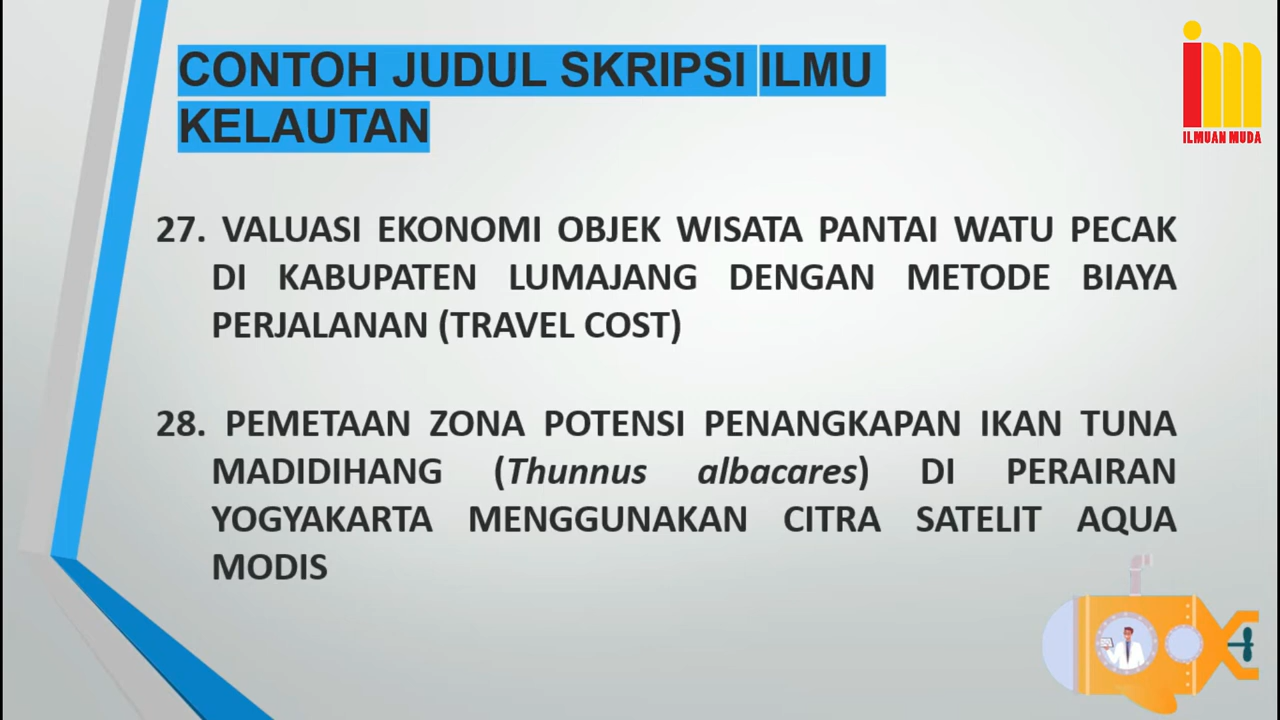 CONTOH JUDUL SKRIPSI ILMU
KELAUTAN
ILMUAN MUDA
27. VALUASI EKONOMI OBJEK WISATA PANTAI WATU PECAK
DI KABUPATEN LUMAJANG DENGAN METODE BIAYA
PERJALANAN (TRAVEL COST)
28. PEMETAAN ZONA POTENSI PENANGKAPAN IKAN TUNA
MADIDIHANG (Thunnus albacares) DI PERAIRAN
YOGYAKARTA MENGGUNAKAN CITRA SATELIT AQUA
MODIS